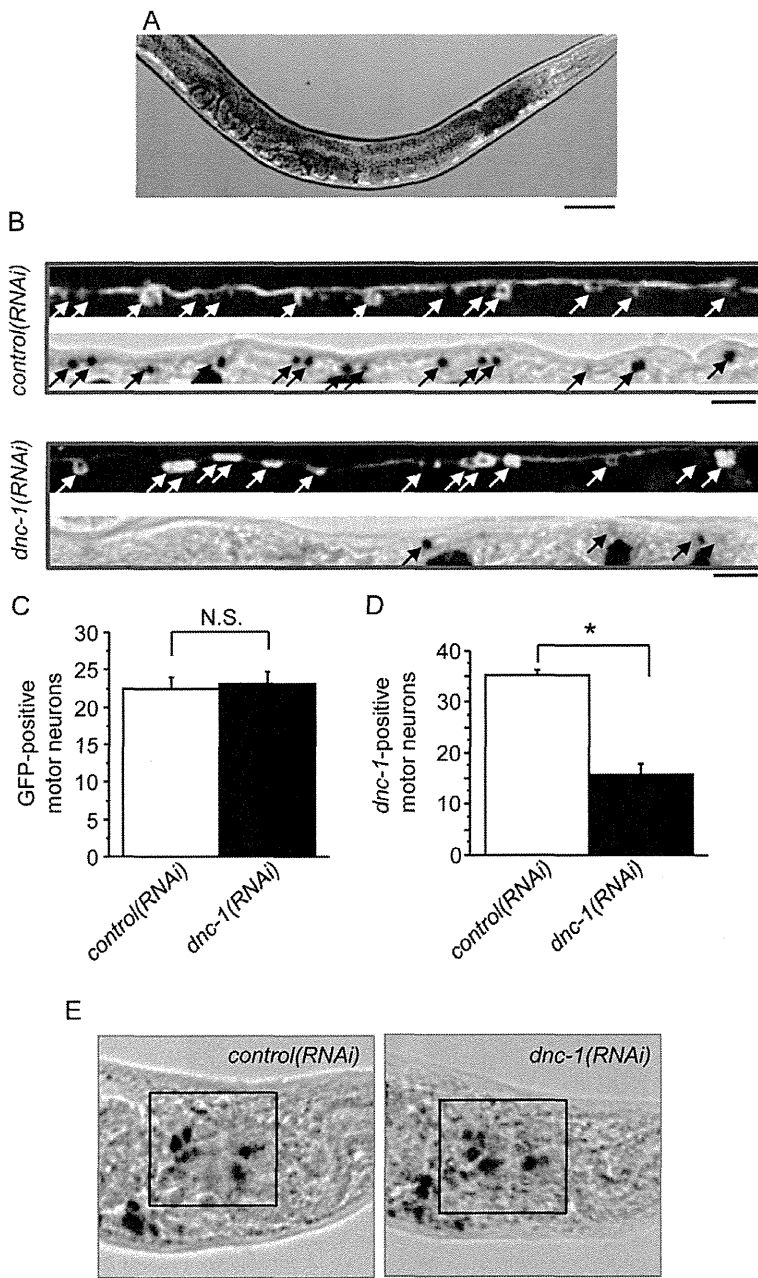 A
B
control(RNAi)
dnc-1(RNAi)
C
N.S.
30
25
20
15
10
5
0
GFP-positive
motor neurons
control(RNAi)
dnc-1(RNAi)
D
*
40
30
20
10
0
dnc-1-positive
motor neurons
control(RNAi)
dnc-1(RNAi)
E
control(RNAi)
dnc-1(RNAi)